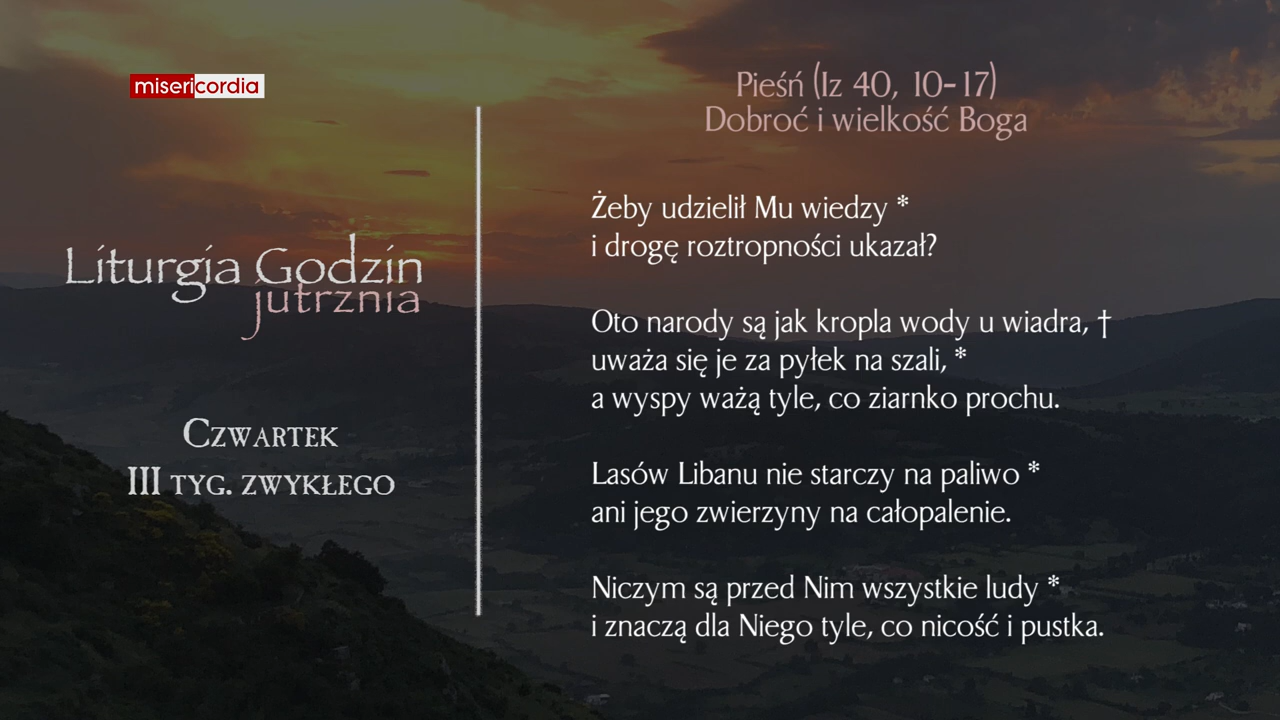 misericordia
Liturgia Godzin
jutrznia
Czwartek
III tyg. zwykłego
Pieśń (Iz 40, 10-17)
Dobroć i wielkość Boga
Żeby udzielił Mu wiedzy *
i drogę roztropności ukazał?
Oto narody są jak kropla wody u wiadra, †
uważa się je za pyłek na szali, *
a wyspy ważą tyle, co ziarnko prochu.
Lasów Libanu nie starczy na paliwo *
ani jego zwierzyny na całopalenie.
Niczym są przed Nim wszystkie ludy *
i znaczą dla Niego tyle, co nicość i pustka.